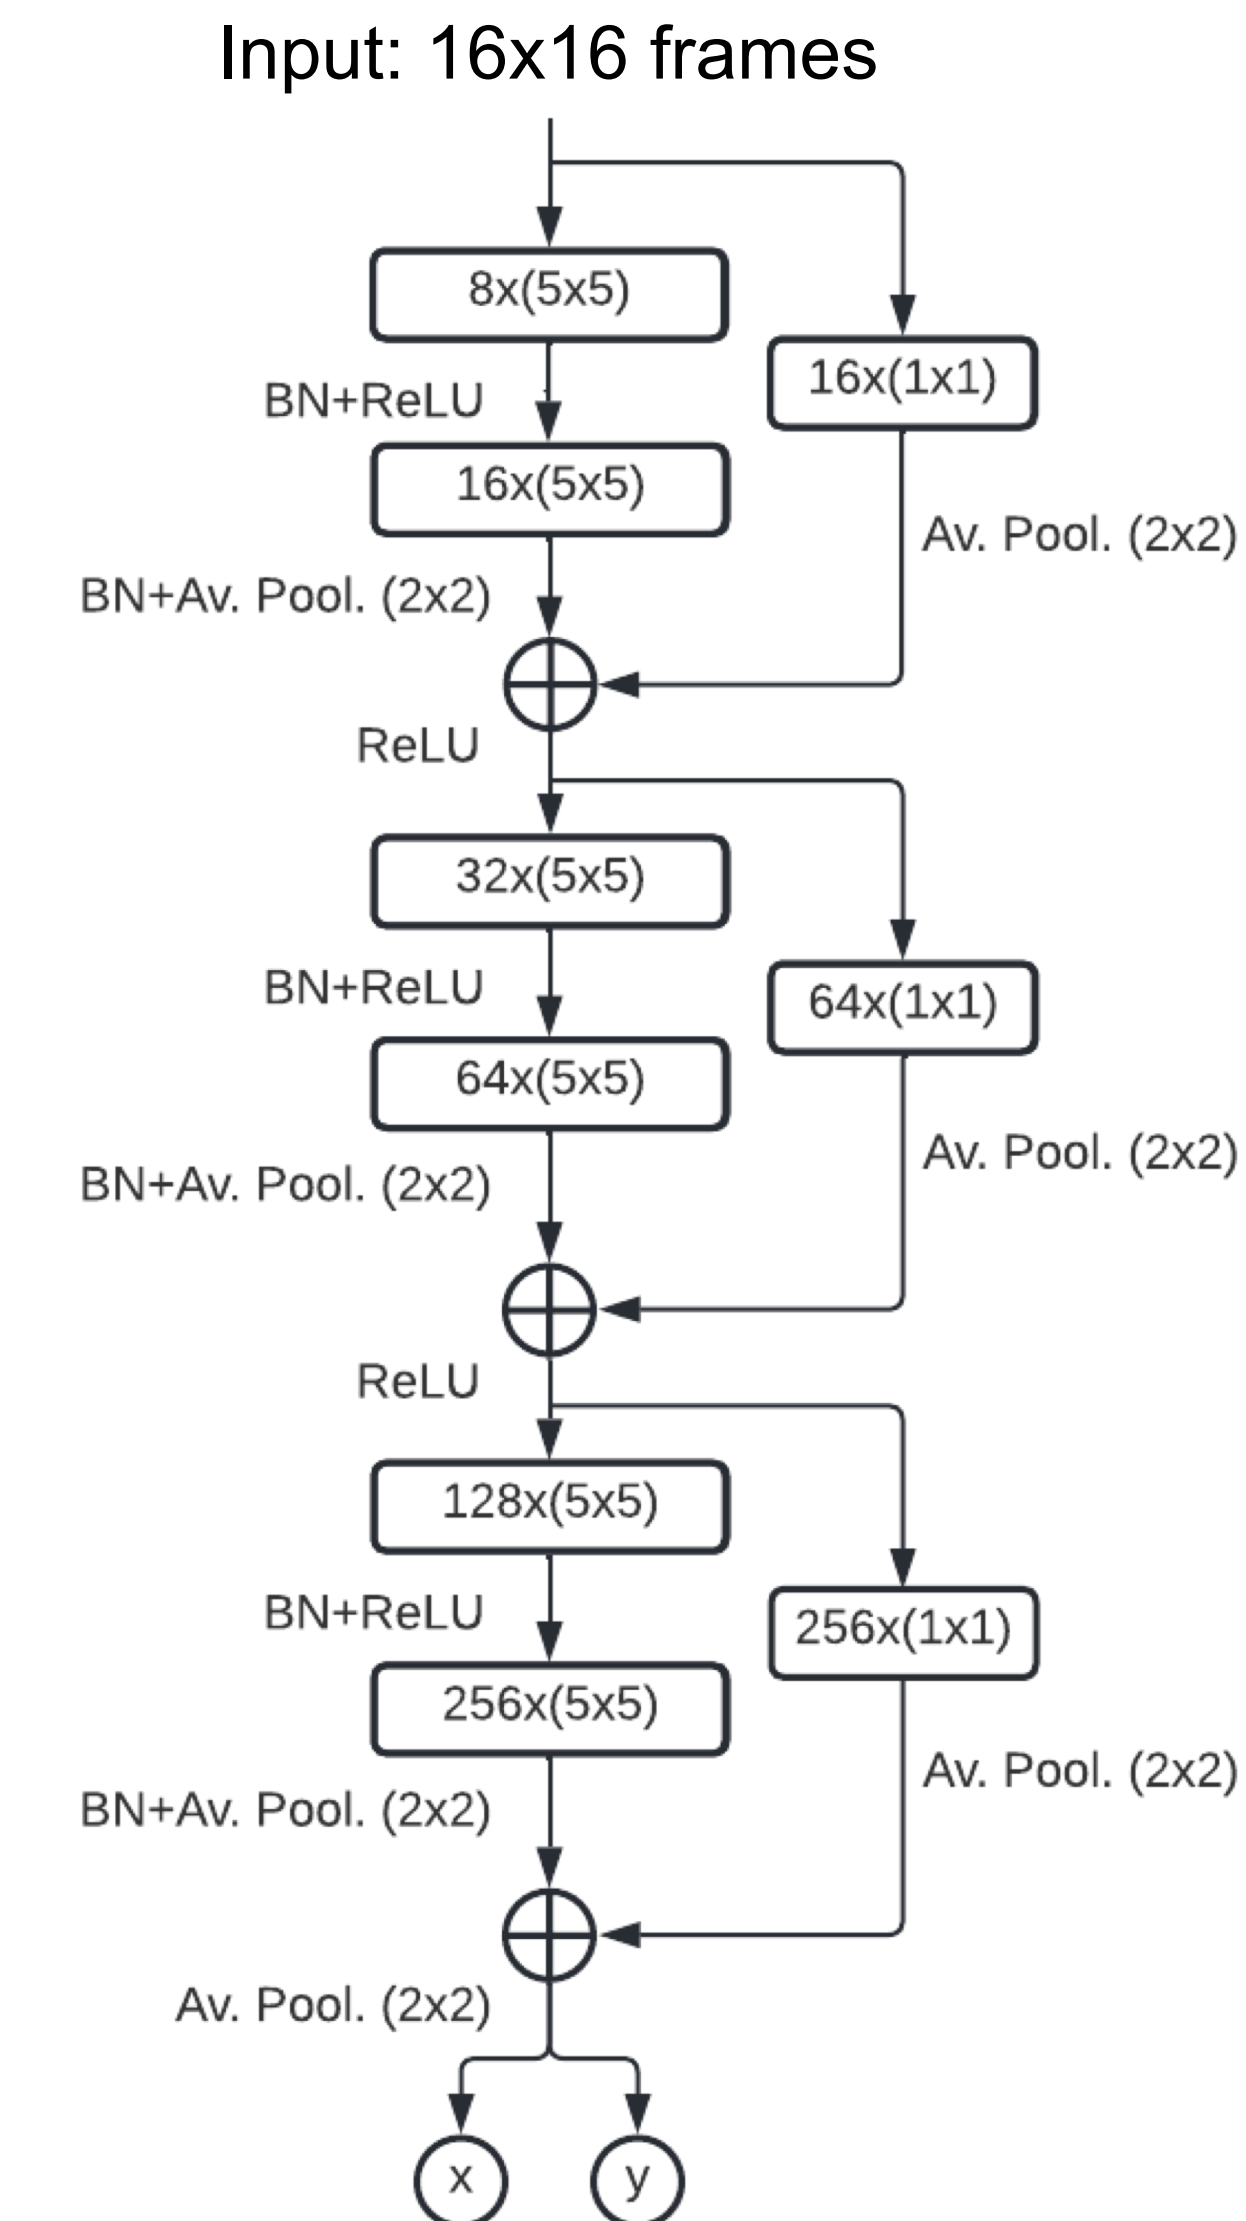 Input: 16x16 frames
8x(5x5)
16x(1x1)
BN+ReLU
16x(5x5)
Av. Pool. (2x2)
BN+Av. Pool. (2x2)
ReLU
32x(5x5)
BN+ReLU
64x(1x1)
64x(5x5)
Av. Pool. (2x2)
BN+Av. Pool. (2x2)
ReLU
128x(5x5)
BN+ReLU
256x(1x1)
256x(5x5)
Av. Pool. (2x2)
BN+Av. Pool. (2x2)
Av. Pool. (2x2)
x
y